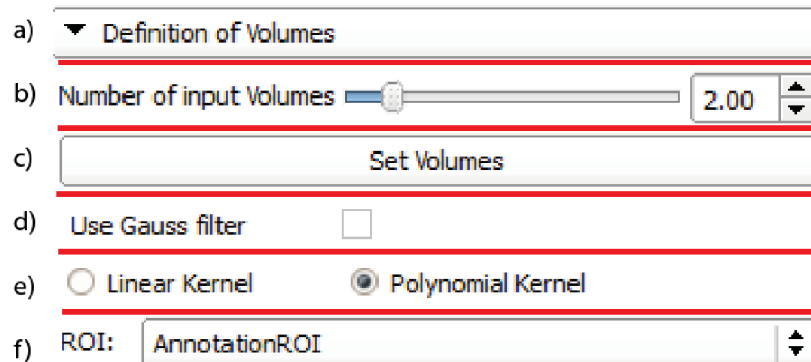 a) Definition of Volumes
b) Number of input Volumes 2.00
c) Set Volumes
d) Use Gauss filter
e) Linear Kernel Polynomial Kernel
f) ROI: AnnotationROI